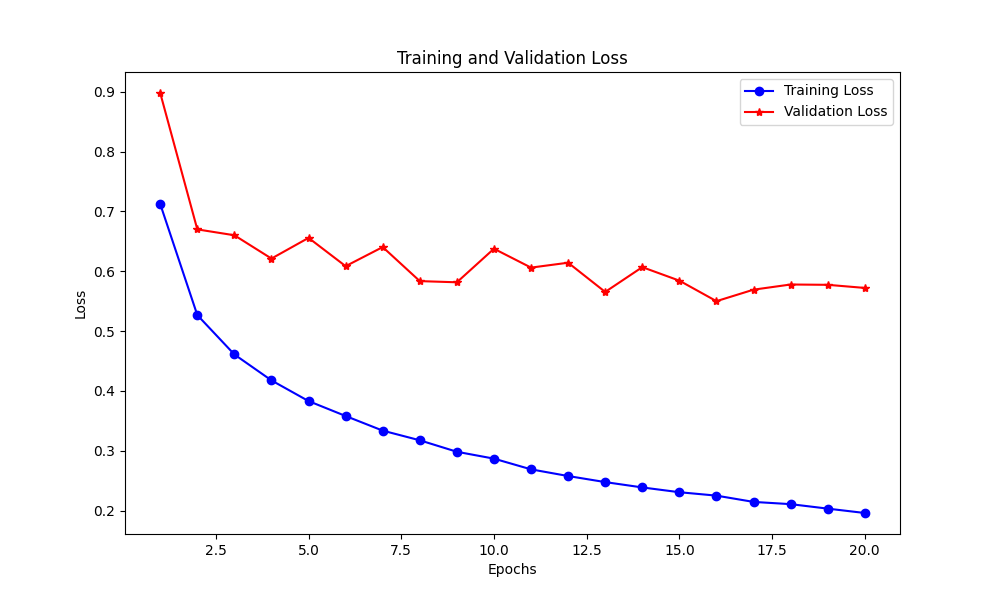 Training and Validation Loss
Training Loss
Validation Loss
0.9
0.8
0.7
0.6
0.5
0.4
0.3
0.2
Loss
2.5 5.0 7.5 10.0 12.5 15.0 17.5 20.0
Epochs